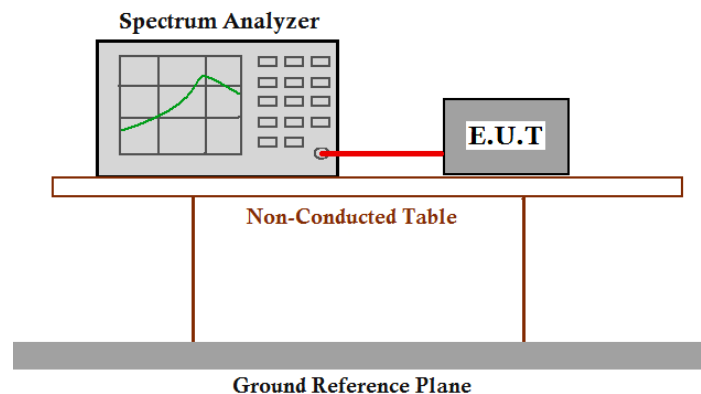 Spectrum Analyzer
E.U.T
Non-Conducted Table
Ground Reference Plane